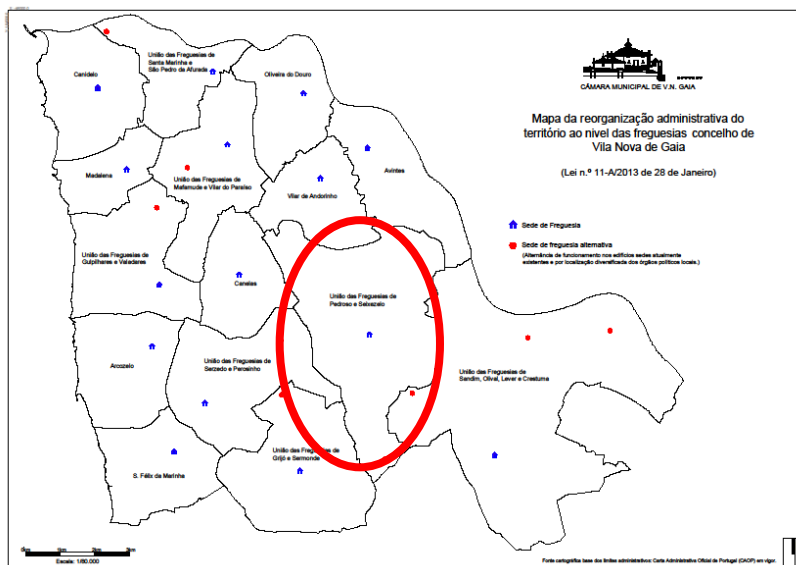 CÂMARA MUNICIPAL DE V.N. GAIA
Mapa da reorganização administrativa do
território ao nivel das freguesias concelho de
Vila Nova de Gaia
(Lei n.º 11-A/2013 de 28 de Janeiro)
Sede de Freguesia
Sede de freguesia alternativa
(Alternância de funcionamento nos edifícios sedes atualmente
existentes e por localização diversificada dos órgãos políticos locais.)
Canidelo
União das Freguesias de
Santa Marinha e
São Pedro da Afurada
Oliveira do Douro
Madalena
União das Freguesias de
Mafamude e Vilar do Paraíso
Vilar de Andorinho
Avintes
União das Freguesias de
Gulpilhares e Valadares
Canelas
União das Freguesias de
Pedroso e Seixezelo
Arcozelo
União das Freguesias de
Serzedo e Perosinho
União das Freguesias de
Sandim, Olival, Lever e Crestuma
S. Félix da Marinha
União das Freguesias de
Grijó e Sermonde
0km 1km 2km 3km
Escala: 1/80.000
Fonte cartográfica base dos limites administrativos: Carta Administrativa Oficial de Portugal (CAOP) em vigor.